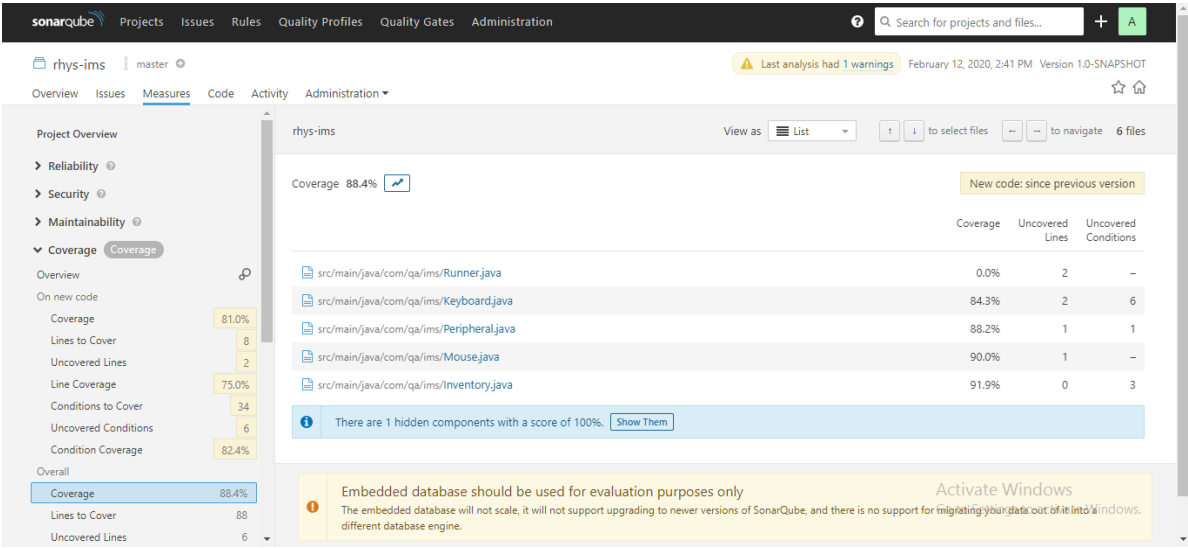 sonarqube Projects Issues Rules Quality Profiles Quality Gates Administration ? Search for projects and files... + A
rhys-ims master Last analysis had 1 warnings February 12, 2020, 2:41 PM Version 1.0-SNAPSHOT
Overview Issues Measures Code Activity Administration
Project Overview
Reliability ?
Security ?
Maintainability ?
Coverage Coverage
Overview
On new code
Coverage 81.0%
Lines to Cover 8
Uncovered Lines 2
Line Coverage 75.0%
Conditions to Cover 34
Uncovered Conditions 6
Condition Coverage 82.4%
Overall
Coverage 88.4%
Lines to Cover 88
Uncovered Lines 6
rhys-ims View as List ↑ ↓ to select files ← → to navigate 6 files
Coverage 88.4% New code: since previous version
Coverage Uncovered Lines Uncovered Conditions
src/main/java/com/qa/ims/Runner.java 0.0% 2 –
src/main/java/com/qa/ims/Keyboard.java 84.3% 2 6
src/main/java/com/qa/ims/Peripheral.java 88.2% 1 1
src/main/java/com/qa/ims/Mouse.java 90.0% 1 –
src/main/java/com/qa/ims/Inventory.java 91.9% 0 3
There are 1 hidden components with a score of 100%. Show Them
Embedded database should be used for evaluation purposes only
The embedded database will not scale, it will not support upgrading to newer versions of SonarQube, and there is no support for migrating your data out of it into a
different database engine.
Activate Windows
Go to Settings to activate Windows.